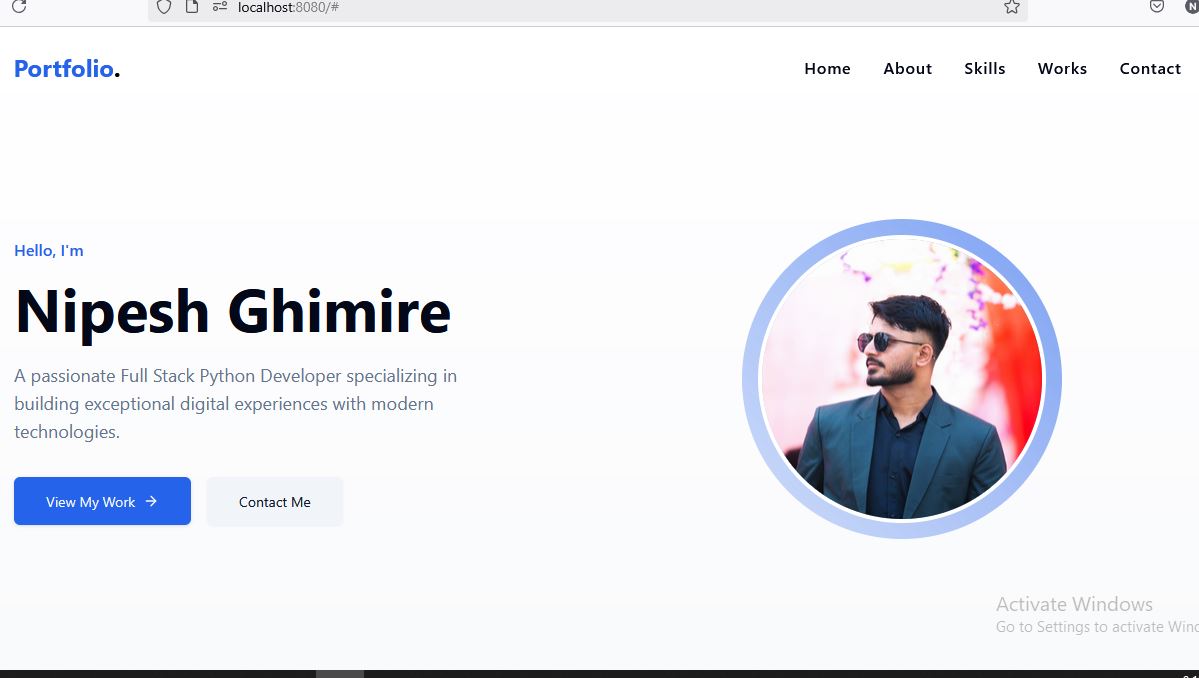 localhost:8080/#
N
Portfolio.
Home About Skills Works Contact
Hello, I'm
Nipesh Ghimire
A passionate Full Stack Python Developer specializing in
building exceptional digital experiences with modern
technologies.
View My Work → Contact Me
Activate Windows
Go to Settings to activate